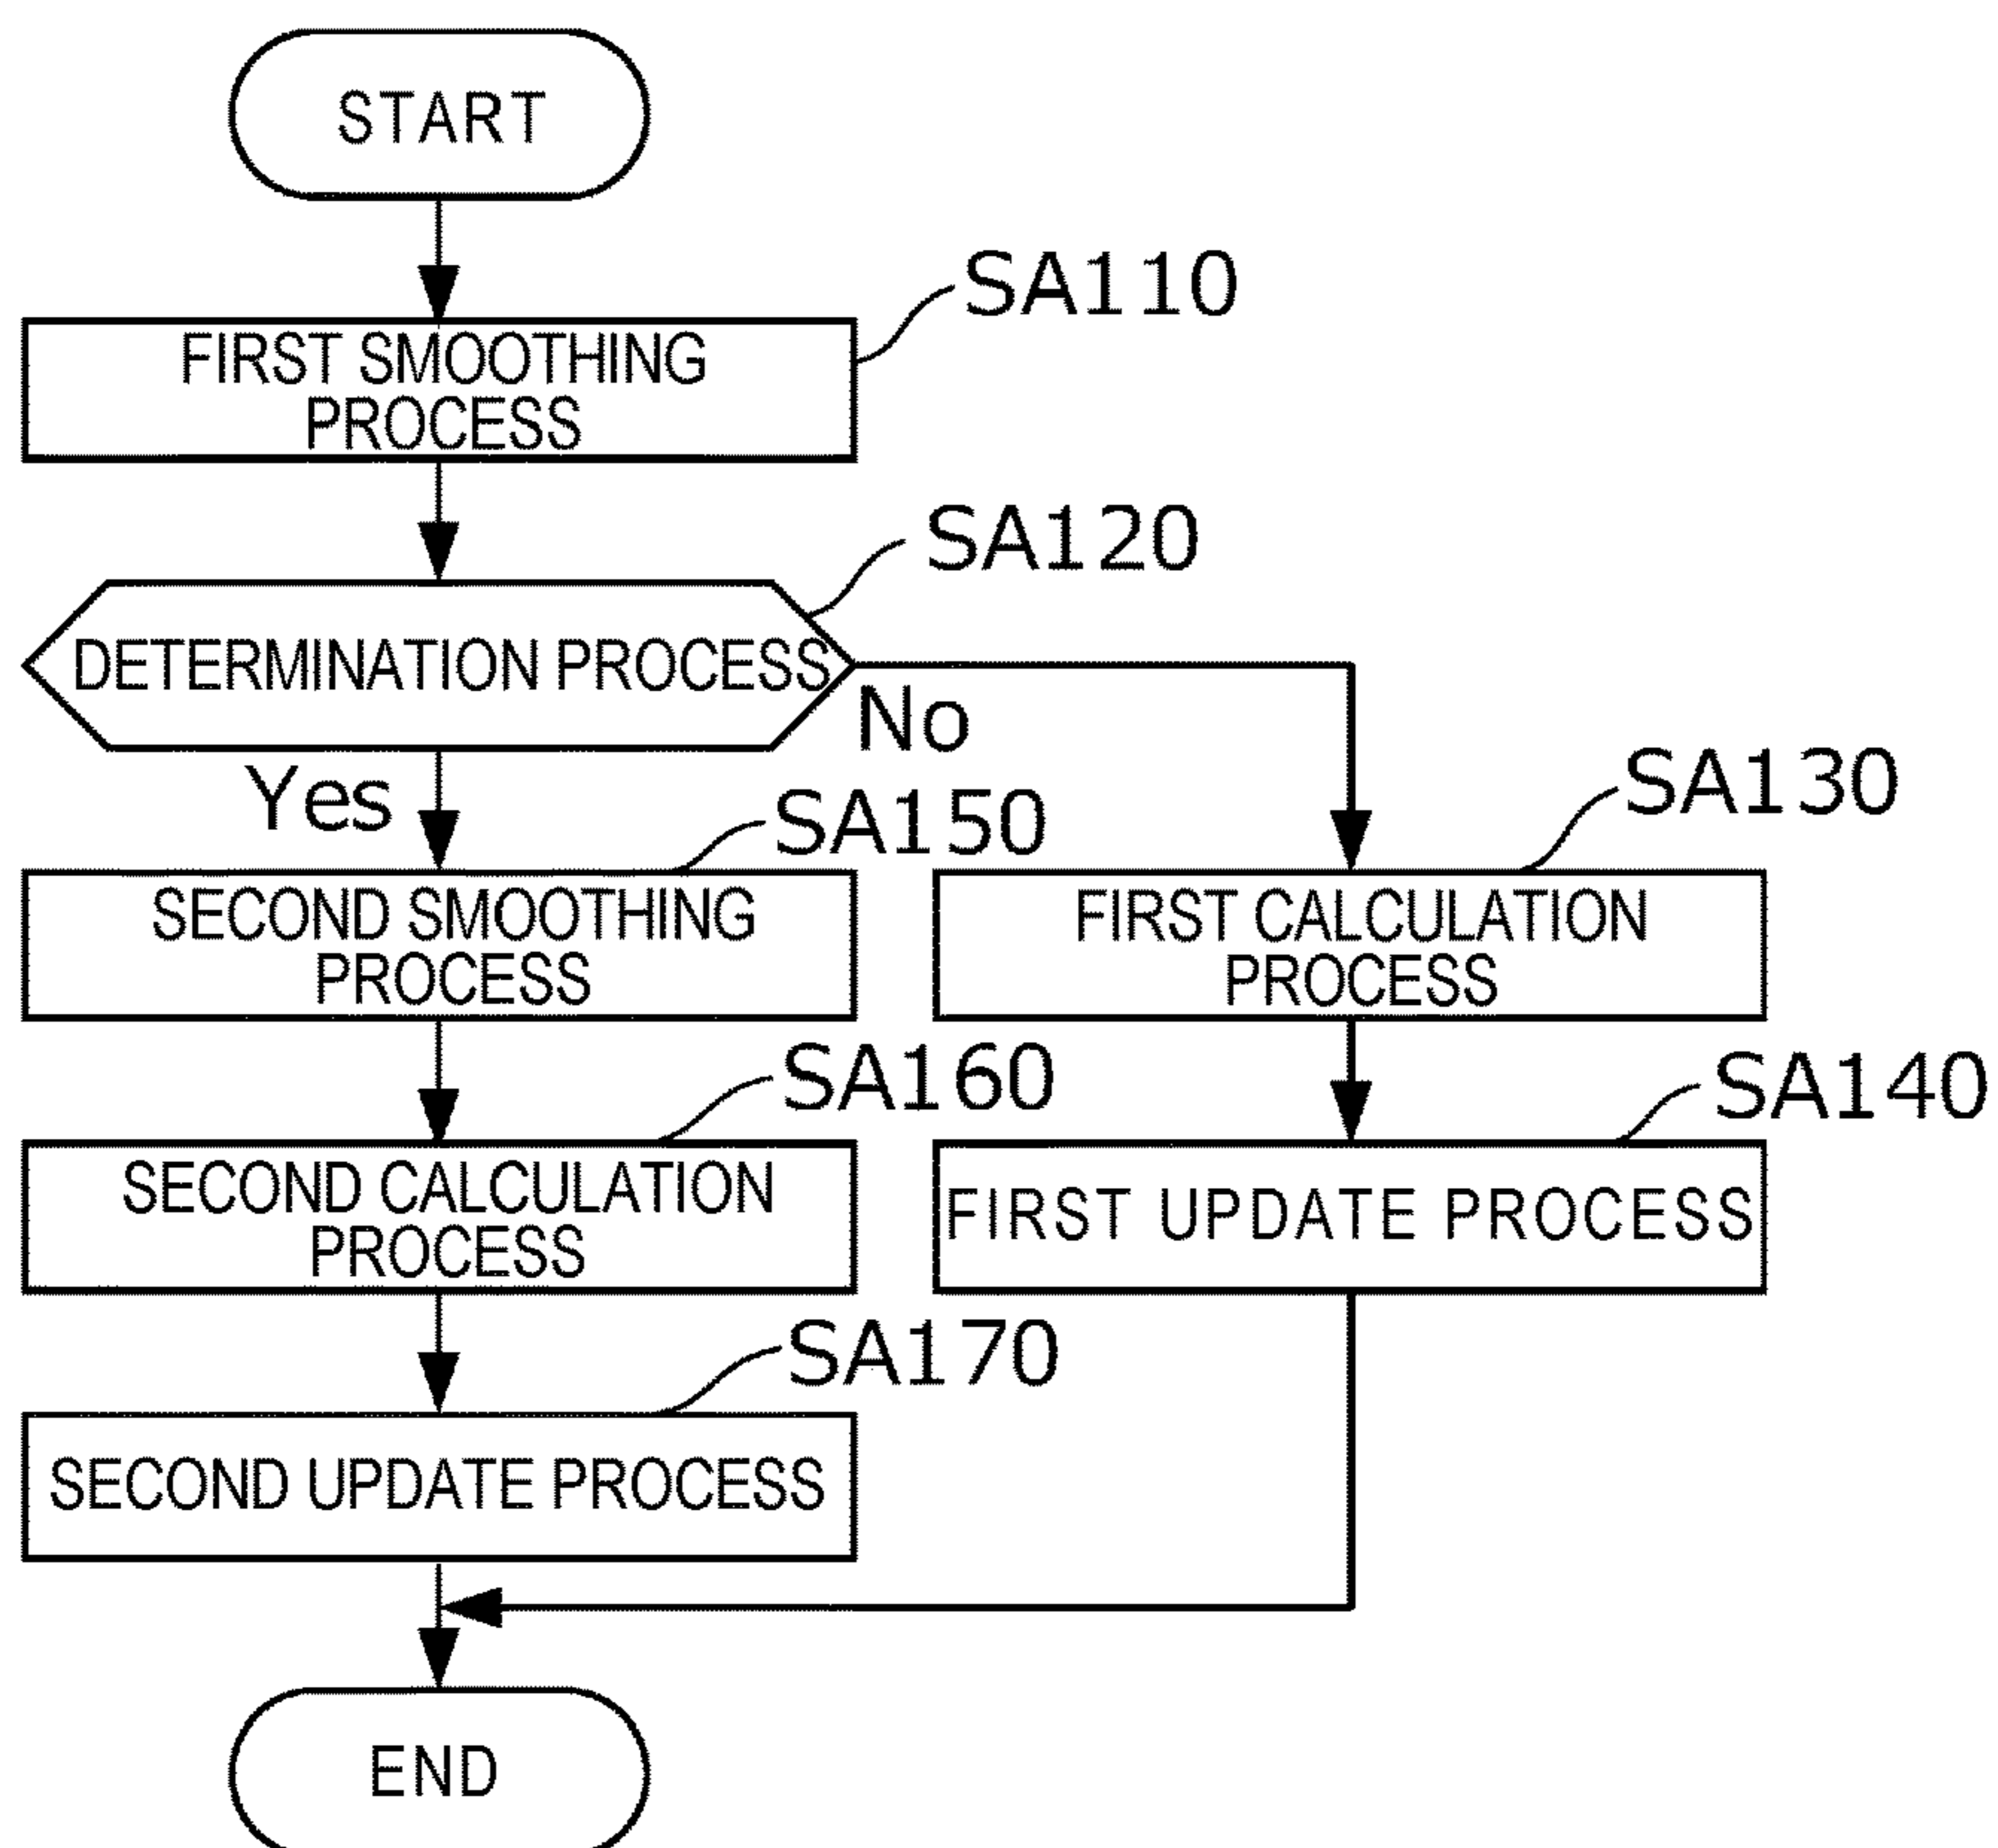 START
SA110
FIRST SMOOTHING
PROCESS
SA120
DETERMINATION PROCESS
No
Yes
SA150
SA130
SECOND SMOOTHING
PROCESS
FIRST CALCULATION
PROCESS
SA160
SA140
SECOND CALCULATION
PROCESS
FIRST UPDATE PROCESS
SA170
SECOND UPDATE PROCESS
END